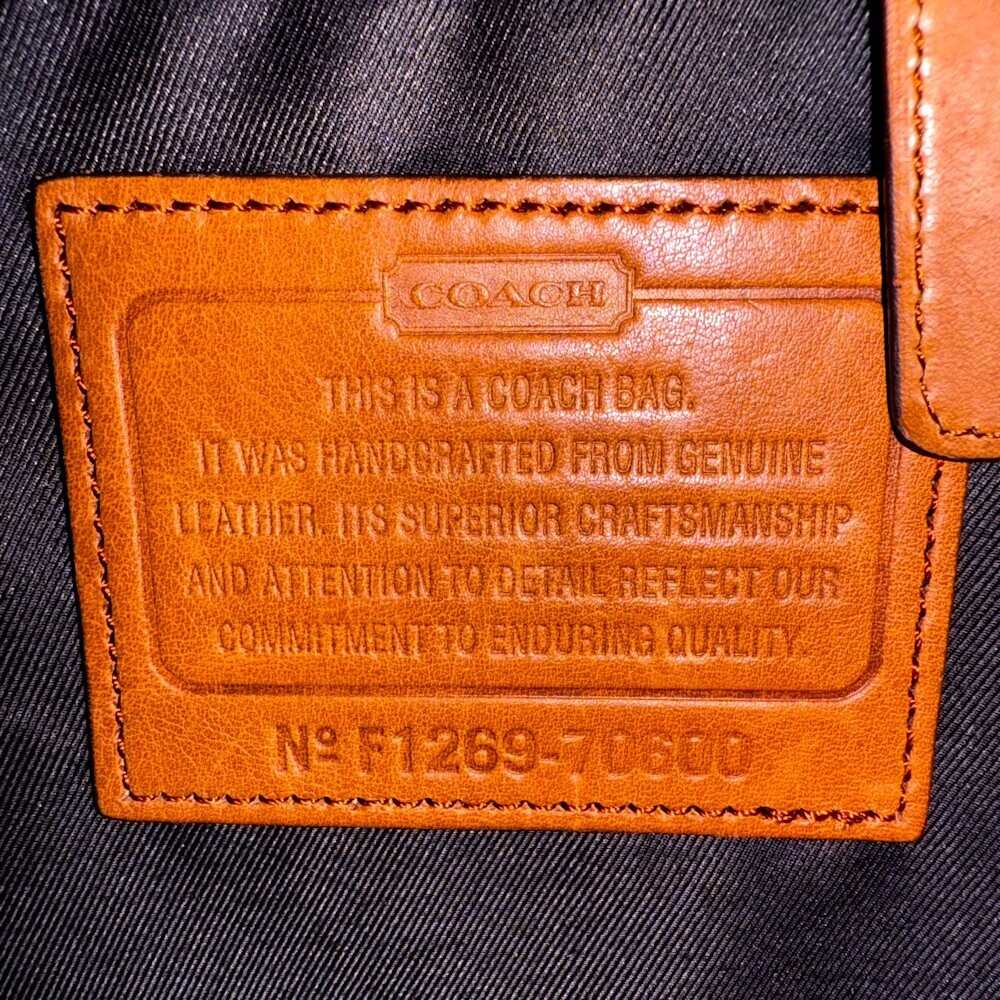 COACH
THIS IS A COACH BAG.
IT WAS HANDCRAFTED FROM GENUINE
LEATHER. ITS SUPERIOR CRAFTSMANSHIP
AND ATTENTION TO DETAIL REFLECT OUR
COMMITMENT TO ENDURING QUALITY.
Nº F1269-70600